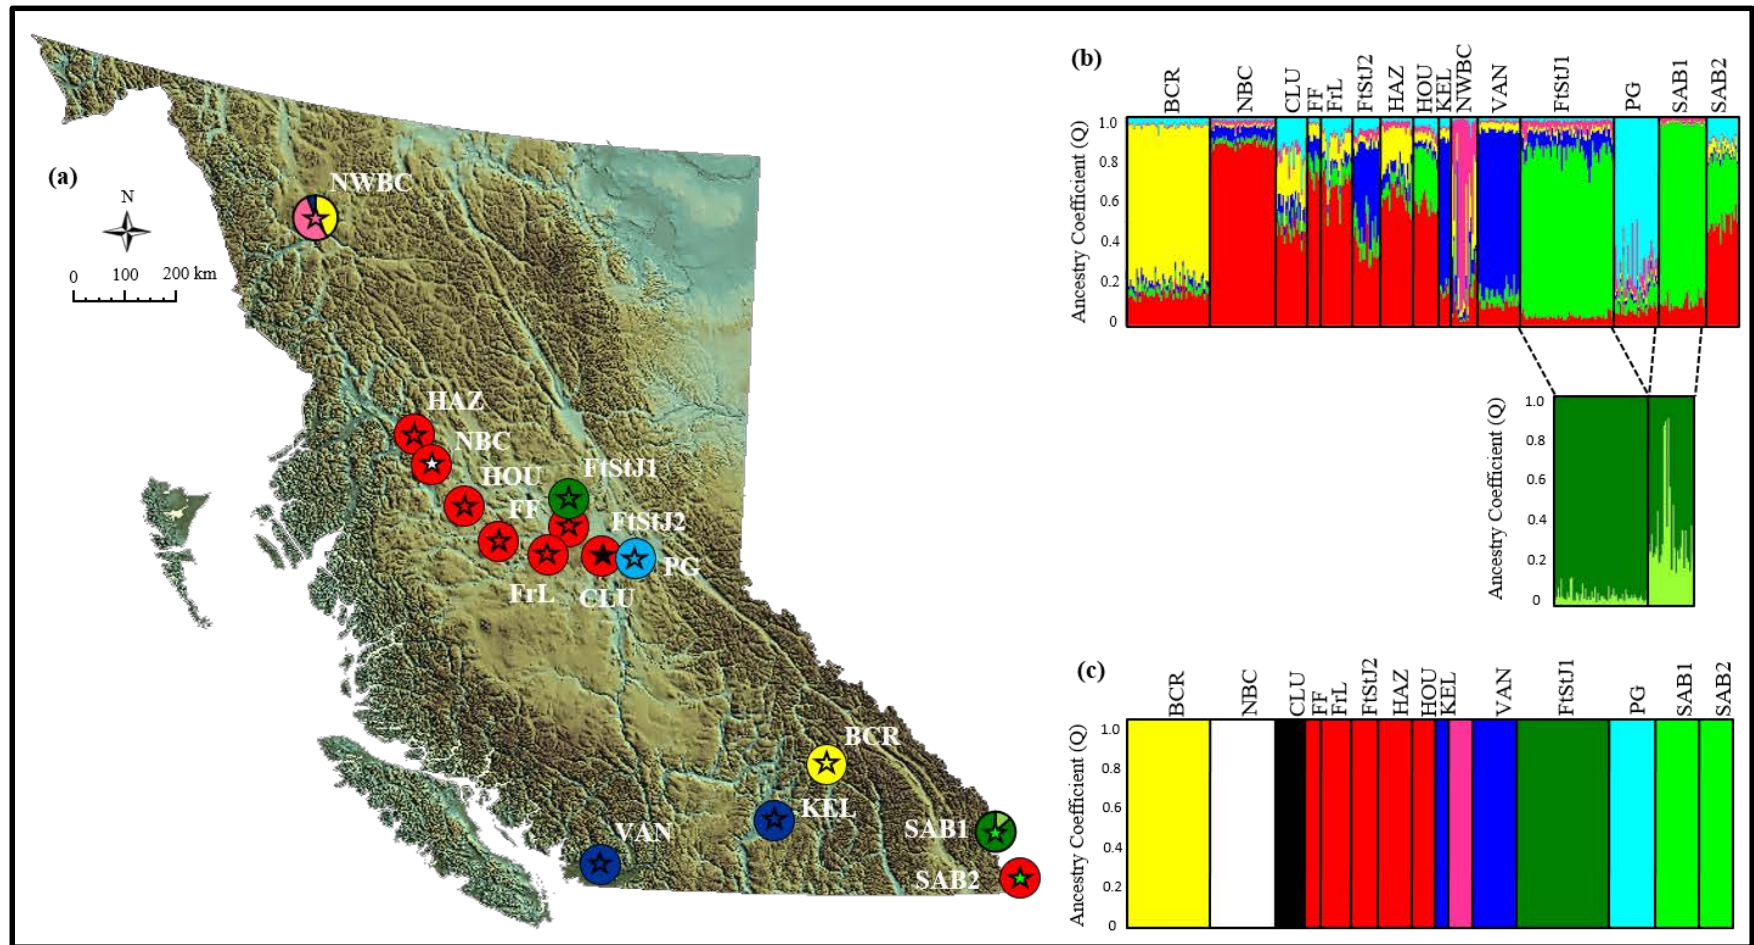 (a)
N
0 100 200 km
NWBC
HAZ
NBC
HOU
FtStJ1
FF
FtStJ2
PG
FrL
CLU
BCR
KEL
VAN
SAB1
SAB2
(b)
BCR NBC CLU FF FrL FtStJ2 HAZ HOU KEL NWBC VAN FtStJ1 PG SAB1 SAB2
Ancestry Coefficient (Q)
1.0
0.8
0.6
0.4
0.2
0
Ancestry Coefficient (Q)
1.0
0.8
0.6
0.4
0.2
0
(c)
BCR NBC CLU FF FrL FtStJ2 HAZ HOU KEL VAN FtStJ1 PG SAB1 SAB2
Ancestry Coefficient (Q)
1.0
0.8
0.6
0.4
0.2
0